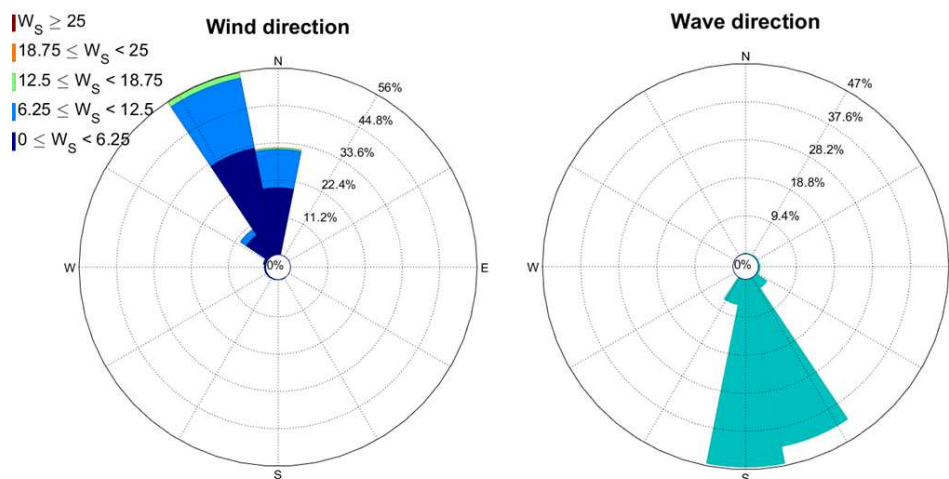 W_S ≥ 25
18.75 ≤ W_S < 25
12.5 ≤ W_S < 18.75
6.25 ≤ W_S < 12.5
0 ≤ W_S < 6.25
Wind direction
N
56%
44.8%
33.6%
22.4%
11.2%
0%
W
E
S
Wave direction
N
47%
37.6%
28.2%
18.8%
9.4%
0%
W
S